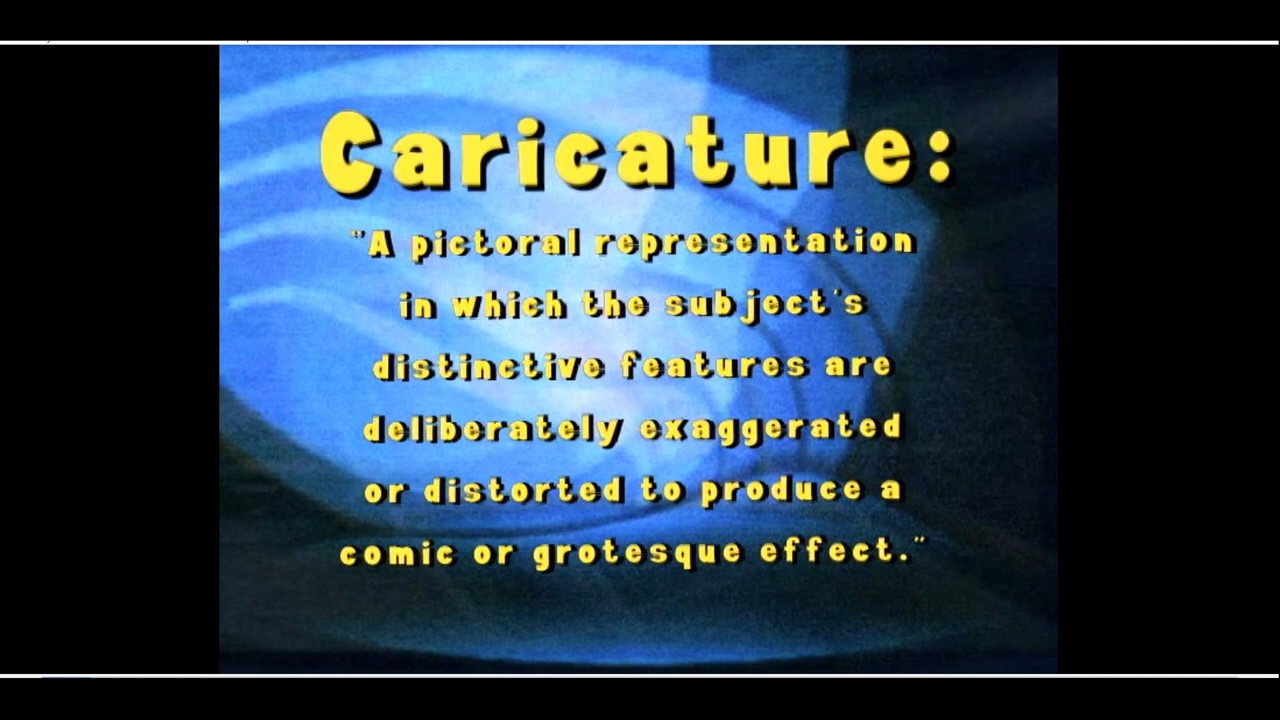 Caricature:
"A pictoral representation
in which the subject's
distinctive features are
deliberately exaggerated
or distorted to produce a
comic or grotesque effect."